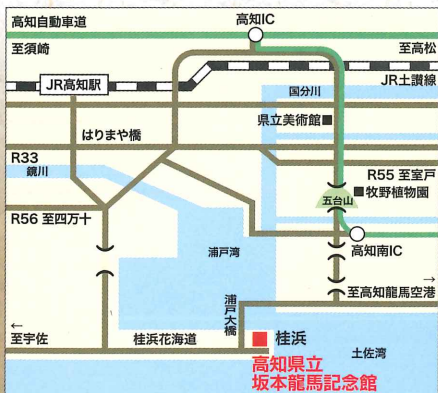 高知自動車道
高知IC
至須崎
至高松
JR高知駅
JR土讃線
国分川
県立美術館
はりまや橋
R33
鏡川
R55 至室戸
牧野植物園
五台山
R56 至四万十
高知南IC
浦戸湾
→
至高知龍馬空港
浦戸大橋
←
至宇佐
桂浜花海道
桂浜
土佐湾
高知県立
坂本龍馬記念館